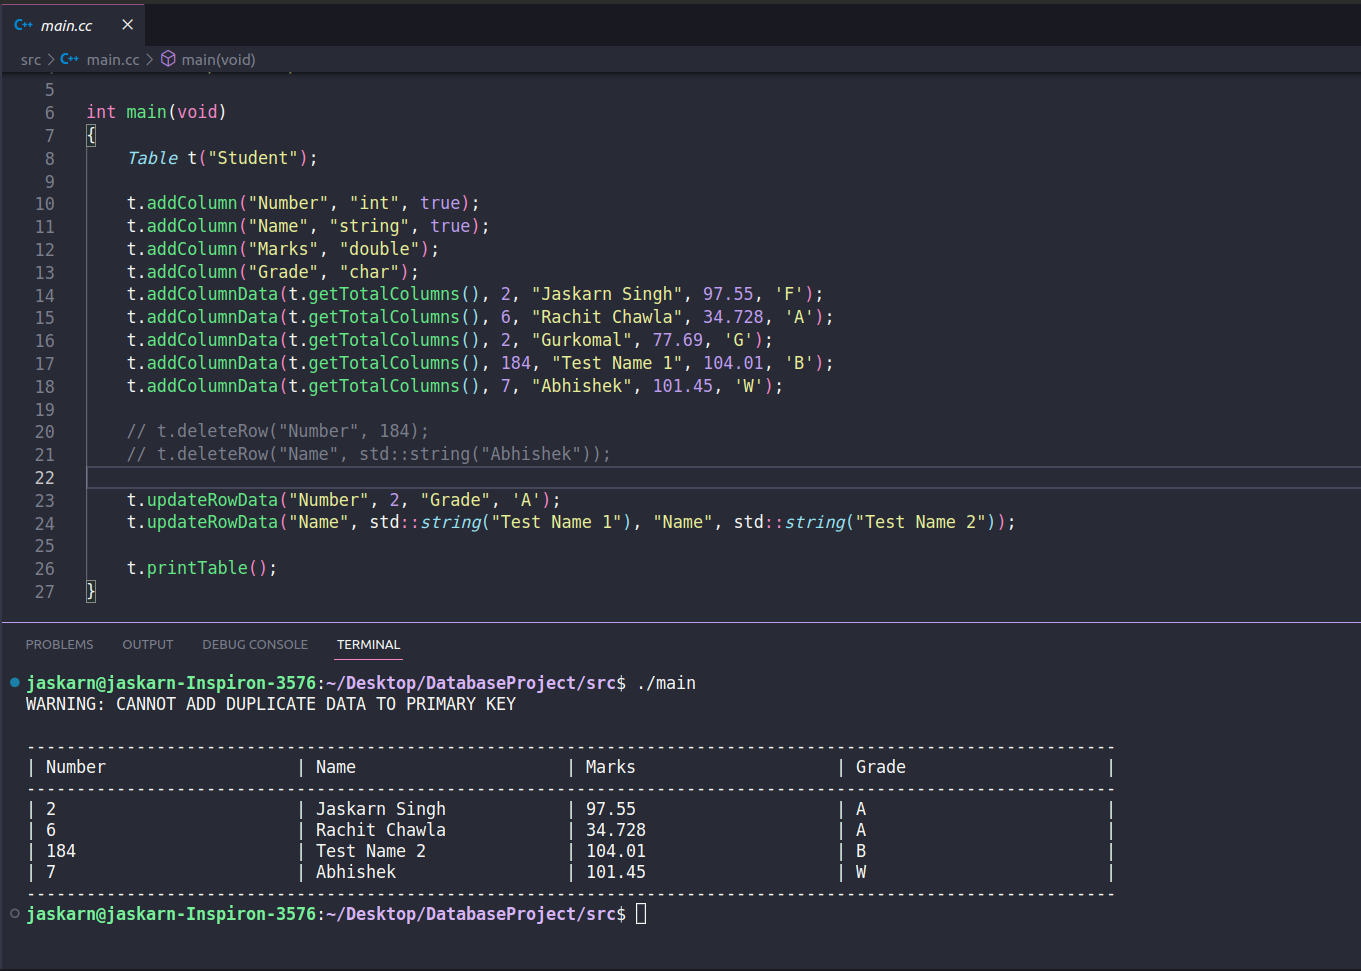 C++ main.cc ×
src > C++ main.cc > main(void)
5
6 int main(void)
7 {
8     Table t("Student");
9
10     t.addColumn("Number", "int", true);
11     t.addColumn("Name", "string", true);
12     t.addColumn("Marks", "double");
13     t.addColumn("Grade", "char");
14     t.addColumnData(t.getTotalColumns(), 2, "Jaskarn Singh", 97.55, 'F');
15     t.addColumnData(t.getTotalColumns(), 6, "Rachit Chawla", 34.728, 'A');
16     t.addColumnData(t.getTotalColumns(), 2, "Gurkomal", 77.69, 'G');
17     t.addColumnData(t.getTotalColumns(), 184, "Test Name 1", 104.01, 'B');
18     t.addColumnData(t.getTotalColumns(), 7, "Abhishek", 101.45, 'W');
19
20     // t.deleteRow("Number", 184);
21     // t.deleteRow("Name", std::string("Abhishek"));
22
23     t.updateRowData("Number", 2, "Grade", 'A');
24     t.updateRowData("Name", std::string("Test Name 1"), "Name", std::string("Test Name 2"));
25
26     t.printTable();
27 }
PROBLEMS OUTPUT DEBUG CONSOLE TERMINAL
jaskarn@jaskarn-Inspiron-3576:~/Desktop/DatabaseProject/src$ ./main
WARNING: CANNOT ADD DUPLICATE DATA TO PRIMARY KEY
-------------------------------------------------------------------------------------------------------------
| Number                   | Name                     | Marks                    | Grade                    |
-------------------------------------------------------------------------------------------------------------
| 2                        | Jaskarn Singh            | 97.55                    | A                        |
| 6                        | Rachit Chawla            | 34.728                   | A                        |
| 184                      | Test Name 2              | 104.01                   | B                        |
| 7                        | Abhishek                 | 101.45                   | W                        |
-------------------------------------------------------------------------------------------------------------
jaskarn@jaskarn-Inspiron-3576:~/Desktop/DatabaseProject/src$